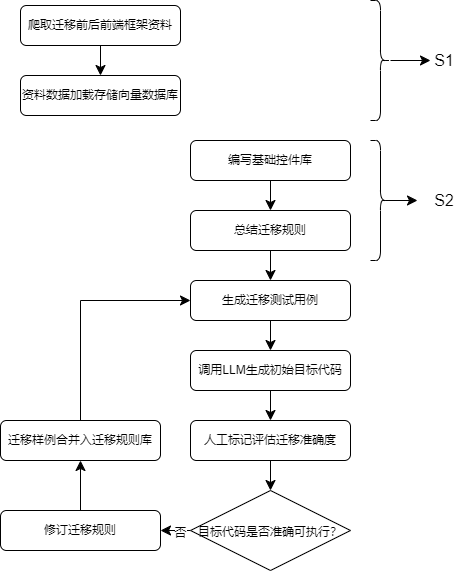 爬取迁移前后前端框架资料
S1
资料数据加载存储向量数据库
编写基础控件库
S2
总结迁移规则
生成迁移测试用例
调用LLM生成初始目标代码
迁移样例合并入迁移规则库
人工标记评估迁移准确度
修订迁移规则
否
目标代码是否准确可执行?